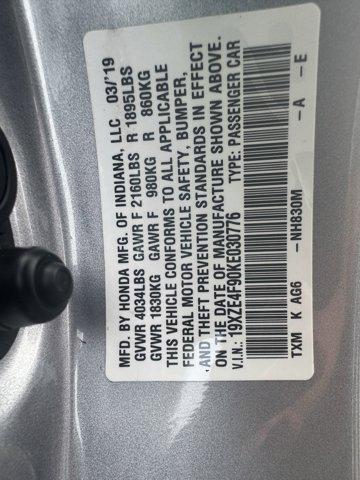 MFD. BY HONDA MFG. OF INDIANA, LLC 03/'19
GVWR 4034LBS GAWR F 2160LBS R 1895LBS
GVWR 1830KG GAWR F 980KG R 860KG
THIS VEHICLE CONFORMS TO ALL APPLICABLE
FEDERAL MOTOR VEHICLE SAFETY, BUMPER,
AND THEFT PREVENTION STANDARDS IN EFFECT
ON THE DATE OF MANUFACTURE SHOWN ABOVE.
V.I.N.: 19XZE4F90KE030776 TYPE: PASSENGER CAR
TXM K AG6 -NH830M -A -E